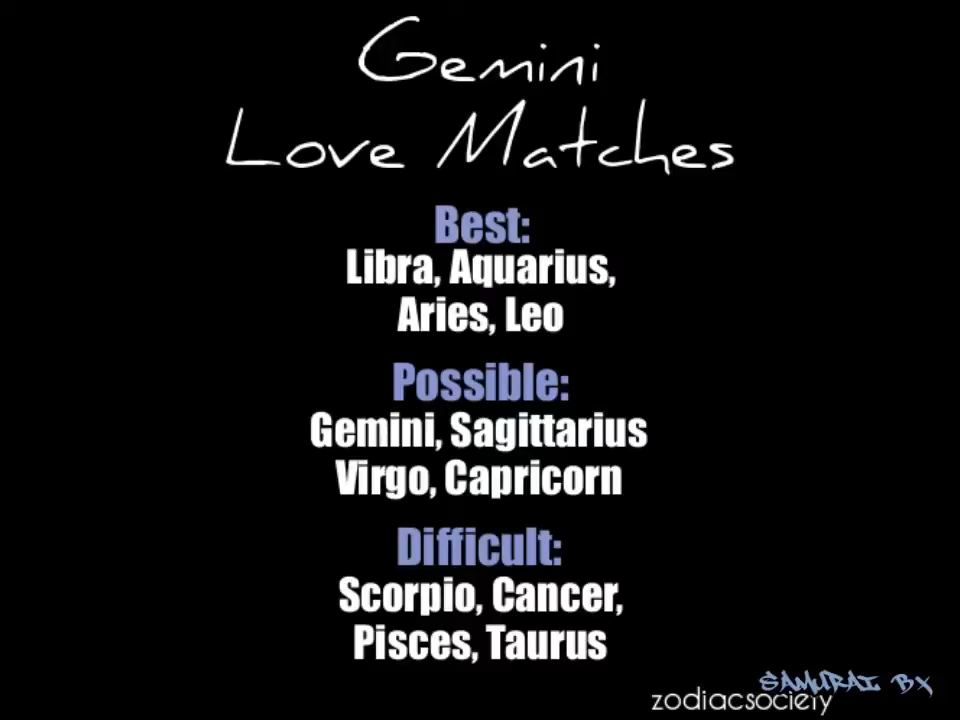 Gemini
Love Matches
Best:
Libra, Aquarius,
Aries, Leo
Possible:
Gemini, Sagittarius
Virgo, Capricorn
Difficult:
Scorpio, Cancer,
Pisces, Taurus
SAMURAI BX
zodiacsociety